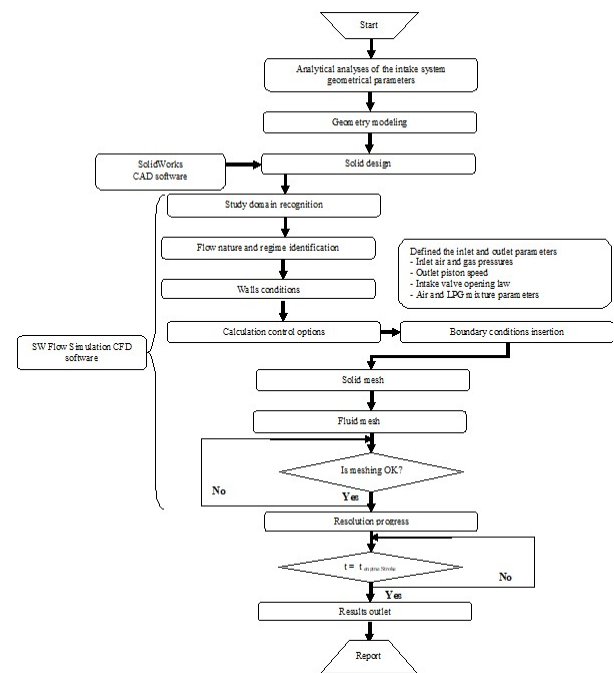 Start
Analytical analyses of the intake system
geometrical parameters
Geometry modeling
SolidWorks
CAD software
Solid design
Study domain recognition
Flow nature and regime identification
Walls conditions
Defined the inlet and outlet parameters
- Inlet air and gas pressures
- Outlet piston speed
- Intake valve opening law
- Air and LPG mixture parameters
Calculation control options
Boundary conditions insertion
SW Flow Simulation CFD
software
Solid mesh
Fluid mesh
Is meshing OK?
No
Yes
Resolution progress
t = t engine Stroke
No
Yes
Results outlet
Report